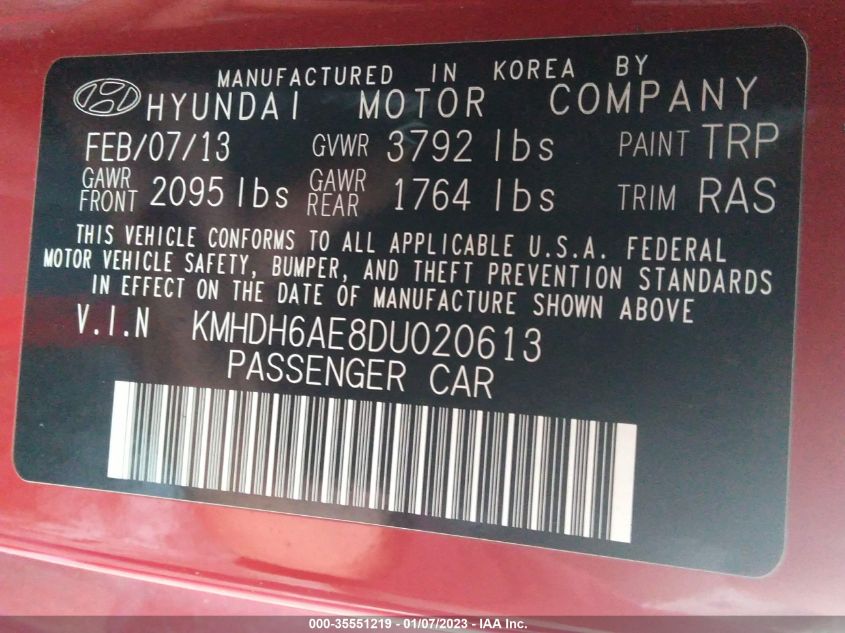 MANUFACTURED IN KOREA BY
HYUNDAI MOTOR COMPANY
FEB/07/13 GVWR 3792 lbs PAINT TRP
GAWR FRONT 2095 lbs GAWR REAR 1764 lbs TRIM RAS
THIS VEHICLE CONFORMS TO ALL APPLICABLE U.S.A. FEDERAL
MOTOR VEHICLE SAFETY, BUMPER, AND THEFT PREVENTION STANDARDS
IN EFFECT ON THE DATE OF MANUFACTURE SHOWN ABOVE
V.I.N KMHDH6AE8DU020613
PASSENGER CAR
000-35551219 - 01/07/2023 - © IAA Inc.